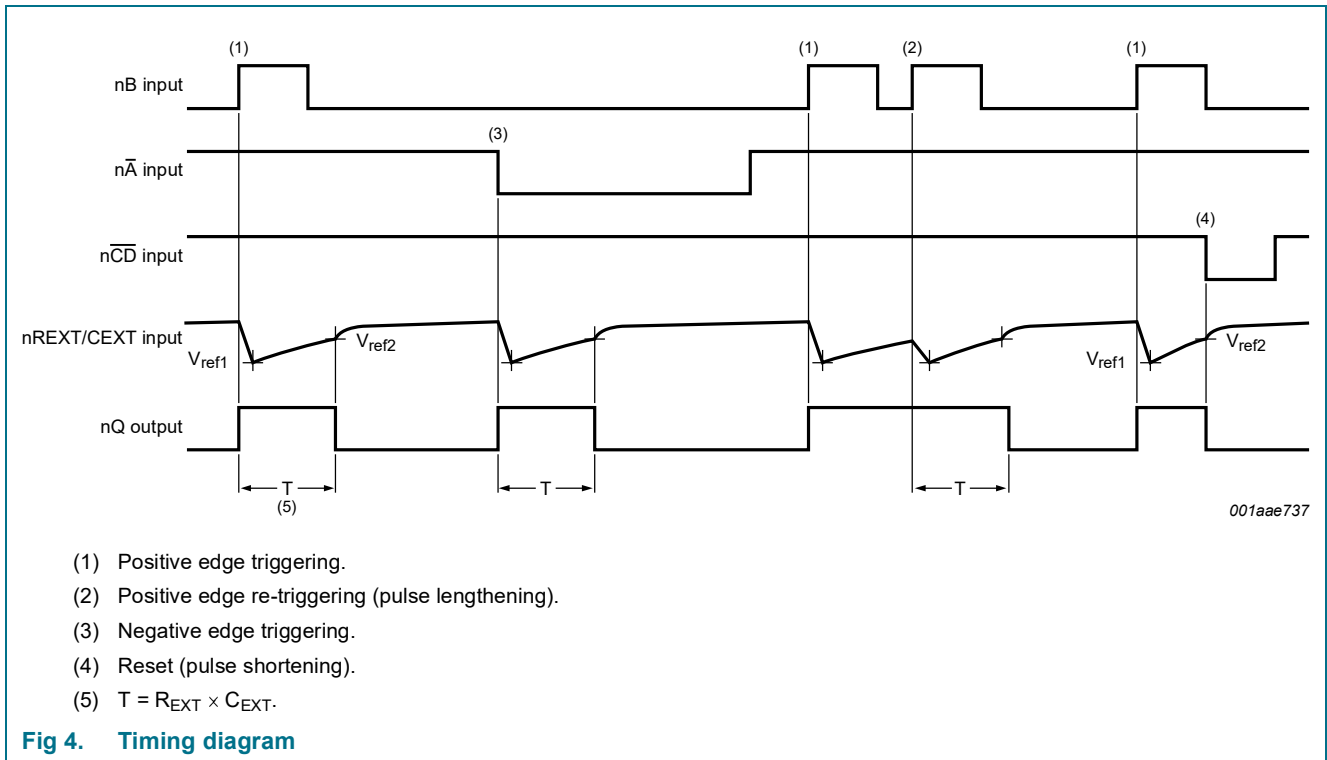 (1) (1) (2) (1)
nB input
(3)
nA̅ input
(4)
nC̅D̅ input
nREXT/CEXT input
Vref1 Vref2 Vref1 Vref2
nQ output
T T T
(5)
001aae737
(1) Positive edge triggering.
(2) Positive edge re-triggering (pulse lengthening).
(3) Negative edge triggering.
(4) Reset (pulse shortening).
(5) T = REXT × CEXT.
Fig 4. Timing diagram